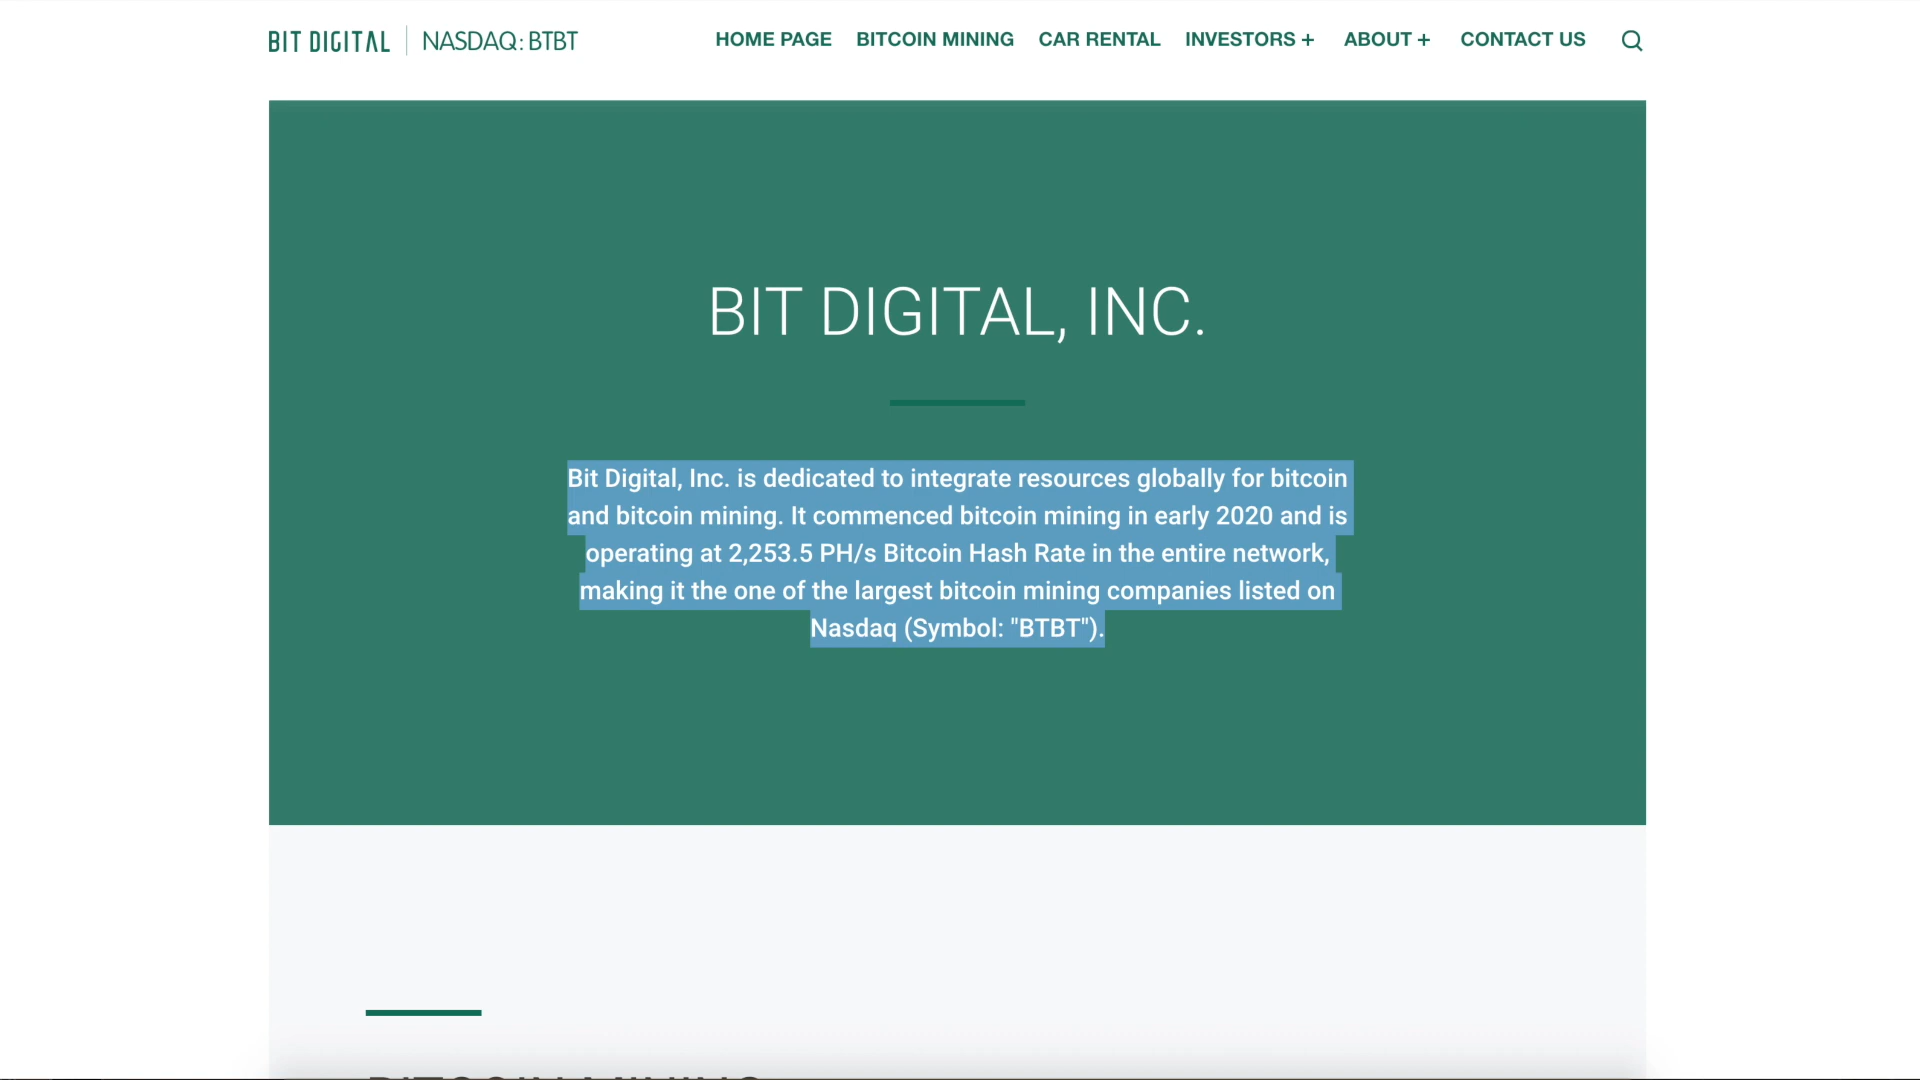 BIT DIGITAL | NASDAQ: BTBT
HOME PAGE BITCOIN MINING CAR RENTAL INVESTORS + ABOUT + CONTACT US
BIT DIGITAL, INC.
Bit Digital, Inc. is dedicated to integrate resources globally for bitcoin
and bitcoin mining. It commenced bitcoin mining in early 2020 and is
operating at 2,253.5 PH/s Bitcoin Hash Rate in the entire network,
making it the one of the largest bitcoin mining companies listed on
Nasdaq (Symbol: "BTBT").